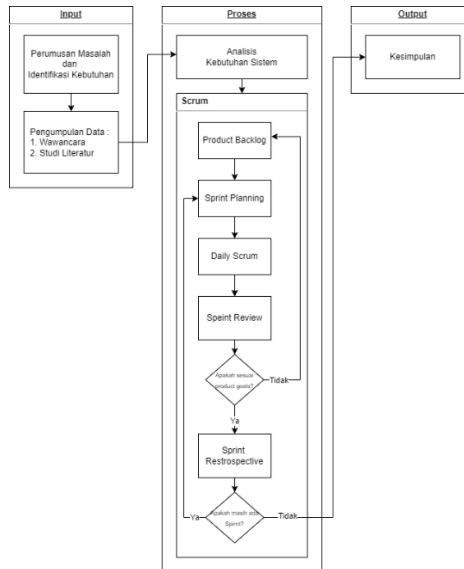 Input
Perumusan Masalah
dan
Identifikasi Kebutuhan
Pengumpulan Data :
1. Wawancara
2. Studi Literatur
Proses
Analisis
Kebutuhan Sistem
Scrum
Product Backlog
Sprint Planning
Daily Scrum
Speint Review
Apakah sesuai
product goals?
Tidak
Ya
Sprint
Restrospective
Apakah masih ada
Sprint?
Ya
Tidak
Output
Kesimpulan